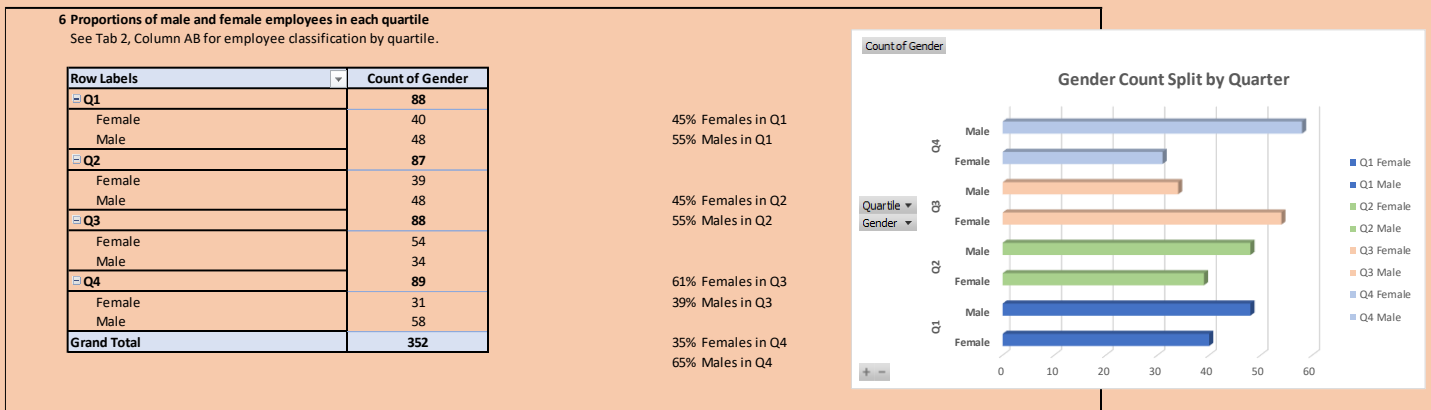 6 Proportions of male and female employees in each quartile
See Tab 2, Column AB for employee classification by quartile.
Row Labels Count of Gender
Q1 88
Female 40
Male 48
Q2 87
Female 39
Male 48
Q3 88
Female 54
Male 34
Q4 89
Female 31
Male 58
Grand Total 352
45% Females in Q1
55% Males in Q1
45% Females in Q2
55% Males in Q2
61% Females in Q3
39% Males in Q3
35% Females in Q4
65% Males in Q4
Count of Gender
Gender Count Split by Quarter
Quartile
Gender
Q4
Male
Female
Q3
Male
Female
Q2
Male
Female
Q1
Male
Female
0 10 20 30 40 50 60
Q1 Female
Q1 Male
Q2 Female
Q2 Male
Q3 Female
Q3 Male
Q4 Female
Q4 Male
+ −